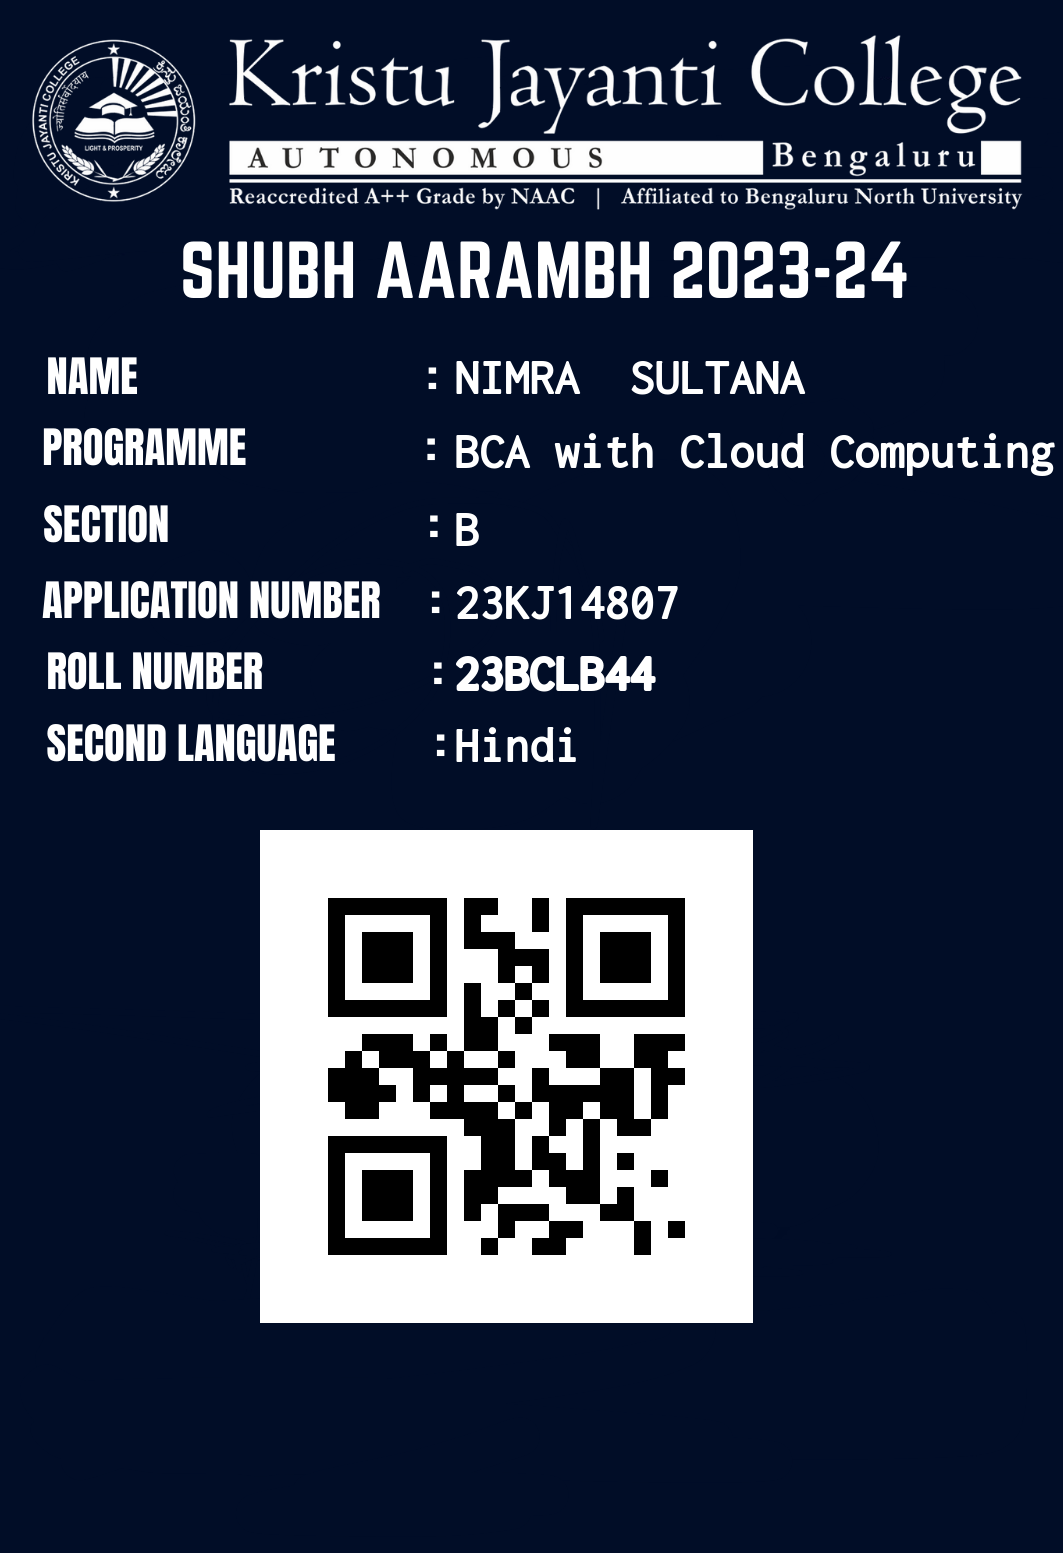 Kristu Jayanti College
AUTONOMOUS Bengaluru
Reaccredited A++ Grade by NAAC | Affiliated to Bengaluru North University
KRISTU JAYANTI COLLEGE
ಕ್ರಿಸ್ತು ಜಯಂತಿ ಕಾಲೇಜು
LIGHT & PROSPERITY
SHUBH AARAMBH 2023-24
NAME : NIMRA SULTANA
PROGRAMME : BCA with Cloud Computing
SECTION : B
APPLICATION NUMBER : 23KJ14807
ROLL NUMBER : 23BCLB44
SECOND LANGUAGE : Hindi